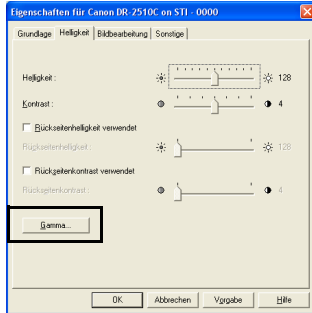 Eigenschaften für Canon DR-2510C on STI - 0000
Grundlage Helligkeit Bildbearbeitung Sonstige
Helligkeit : 128
Kontrast : 4
Rückseitenhelligkeit verwendet
Rückseitenhelligkeit : 128
Rückseitenkontrast verwendet
Rückseitenkontrast : 4
Gamma...
OK Abbrechen Vorgabe Hilfe